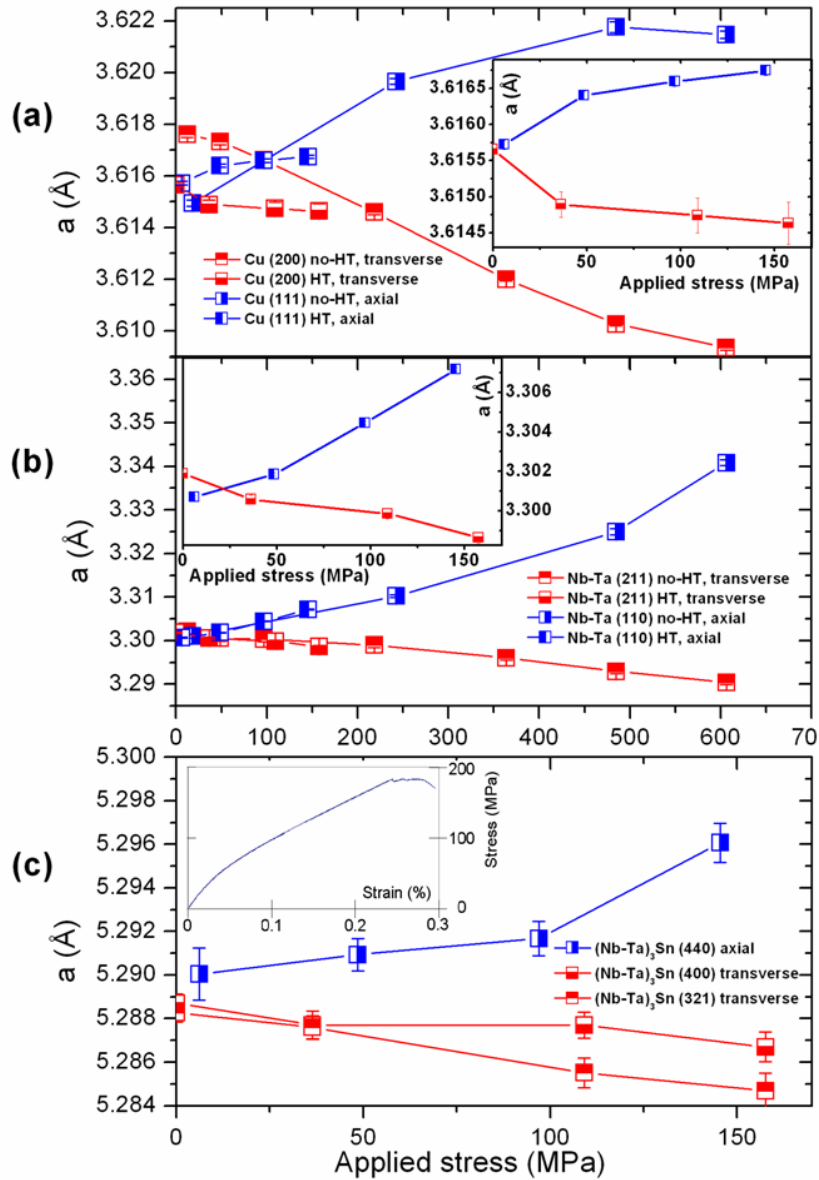 (a)
a (Å)
3.622
3.620
3.618
3.616
3.614
3.612
3.610
Cu (200) no-HT, transverse
Cu (200) HT, transverse
Cu (111) no-HT, axial
Cu (111) HT, axial
a (Å)
3.6165
3.6160
3.6155
3.6150
3.6145
0 50 100 150
Applied stress (MPa)
(b)
a (Å)
3.36
3.35
3.34
3.33
3.32
3.31
3.30
3.29
a (Å)
3.306
3.304
3.302
3.300
0 50 100 150
Applied stress (MPa)
Nb-Ta (211) no-HT, transverse
Nb-Ta (211) HT, transverse
Nb-Ta (110) no-HT, axial
Nb-Ta (110) HT, axial
0 100 200 300 400 500 600 70
(c)
a (Å)
5.300
5.298
5.296
5.294
5.292
5.290
5.288
5.286
5.284
200
100
0
Stress (MPa)
Strain (%)
0 0.1 0.2 0.3
(Nb-Ta)₃Sn (440) axial
(Nb-Ta)₃Sn (400) transverse
(Nb-Ta)₃Sn (321) transverse
0 50 100 150
Applied stress (MPa)